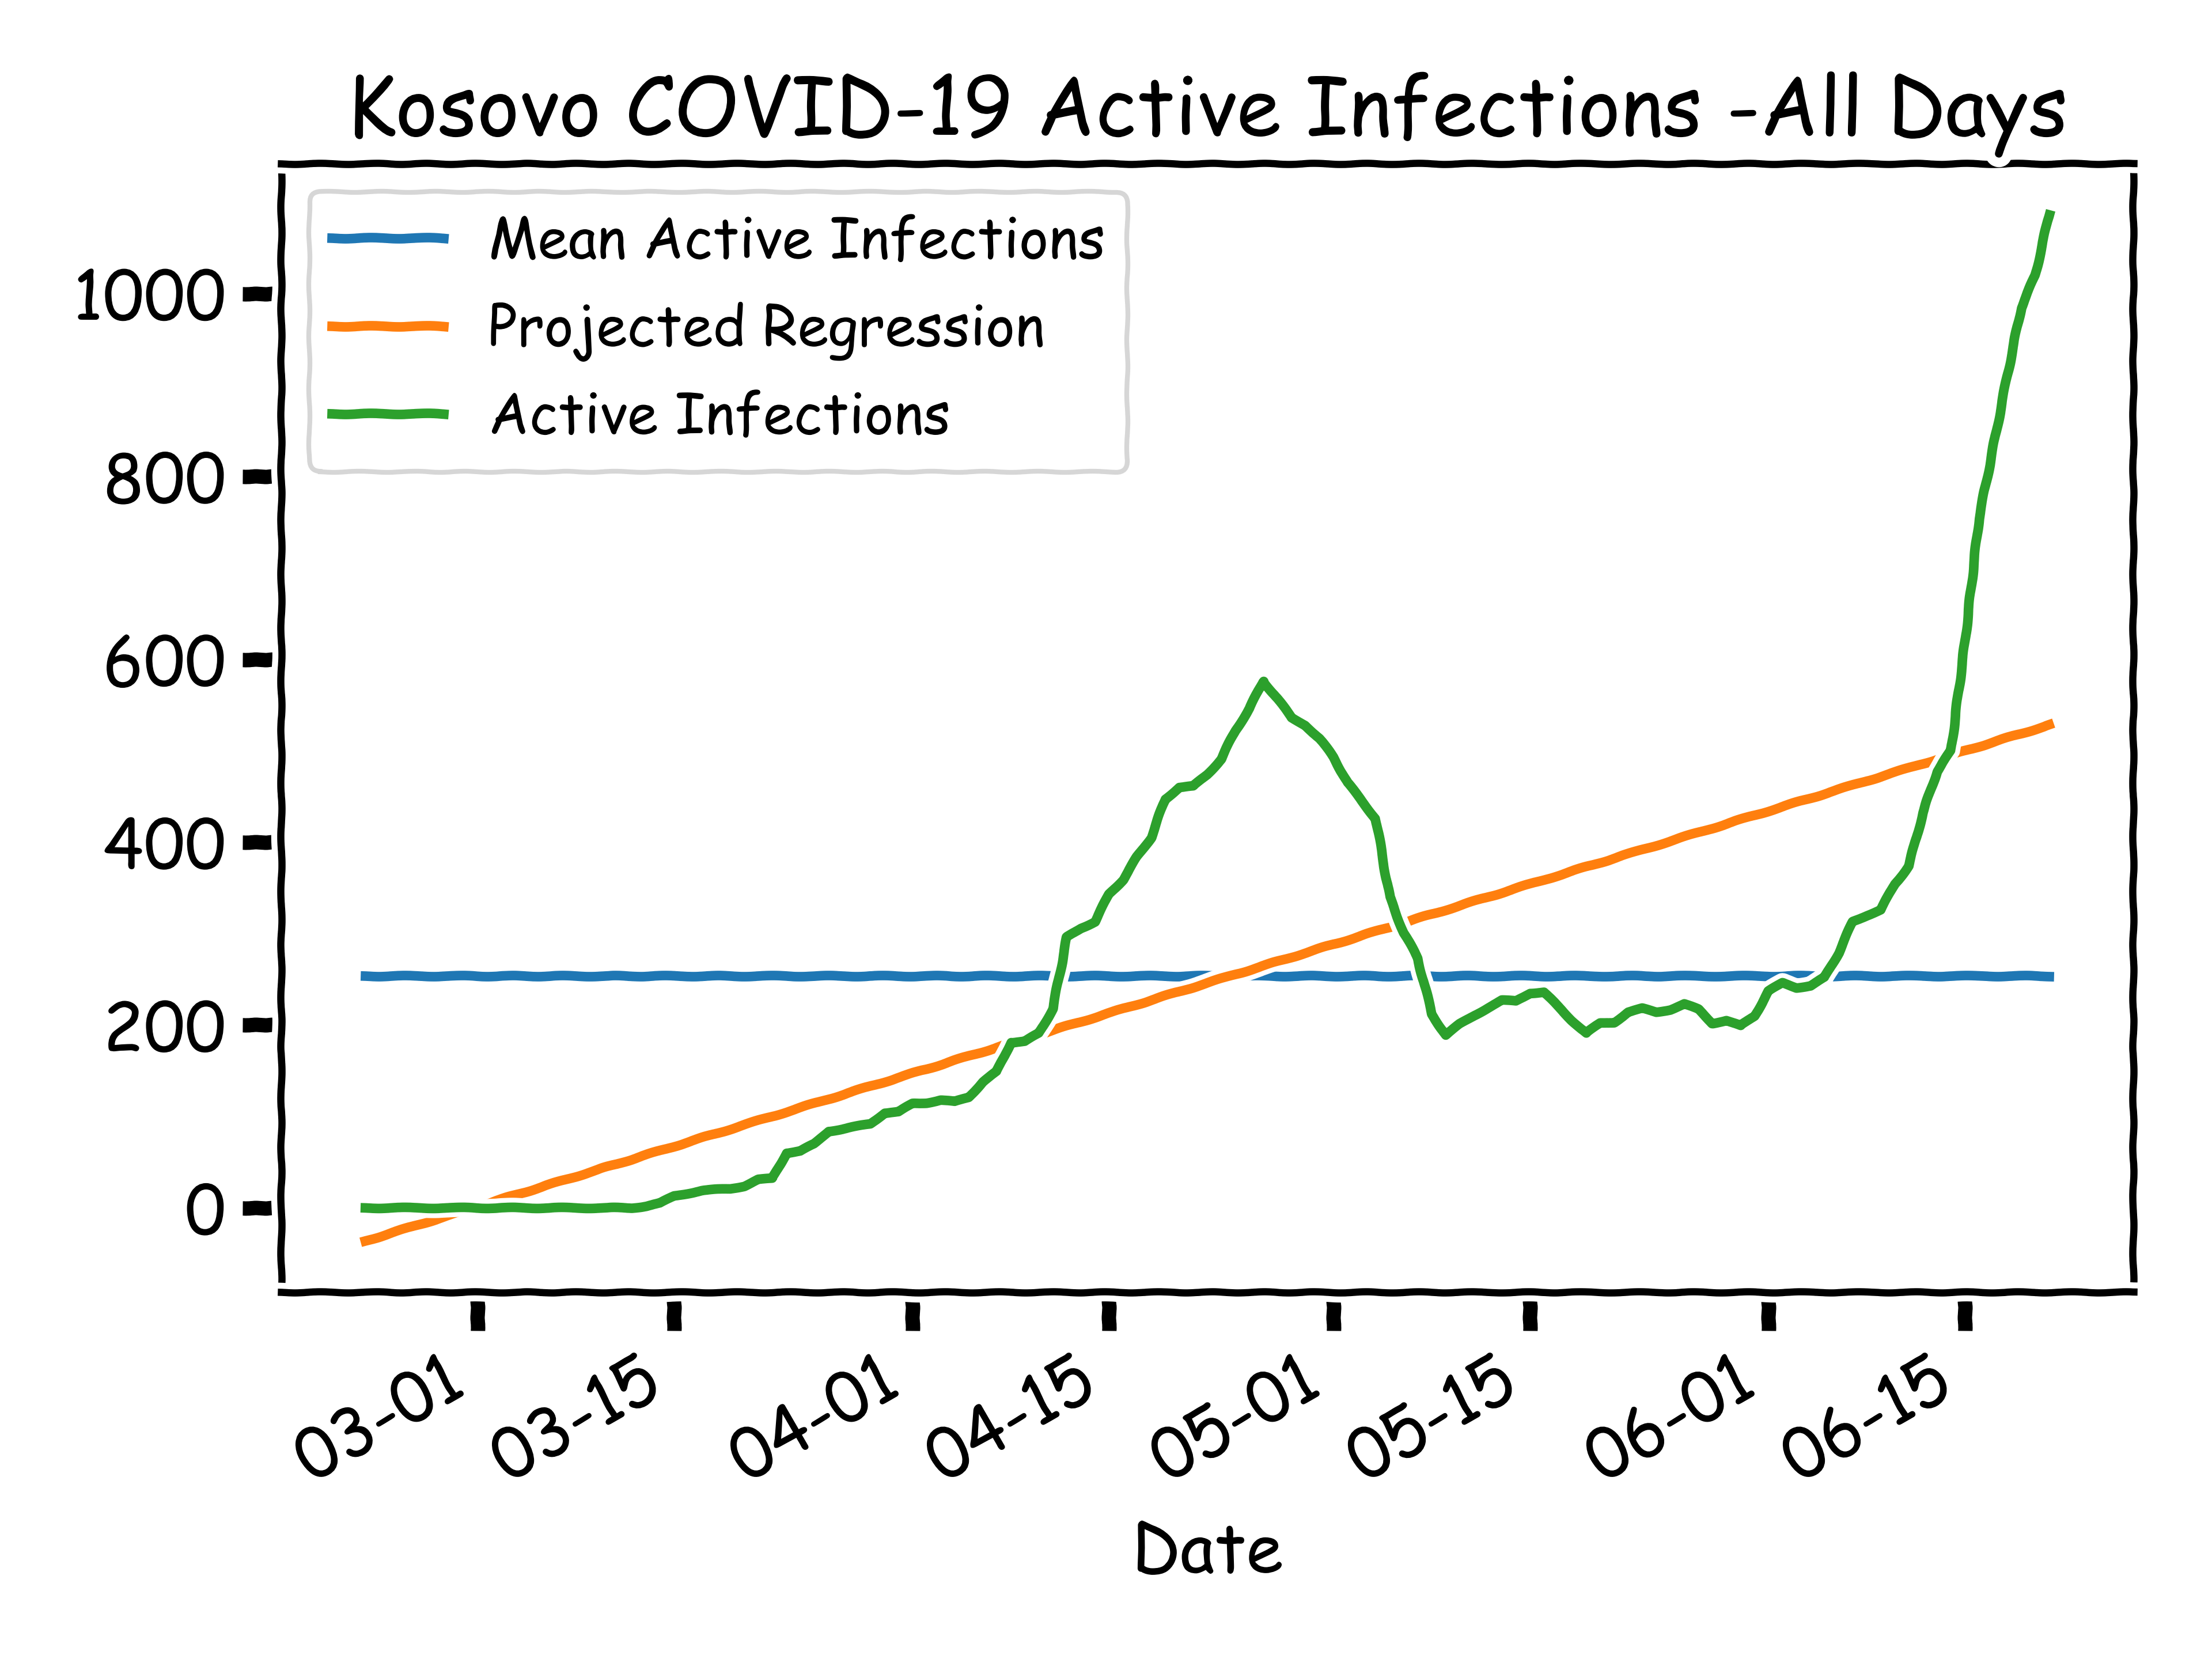 Kosovo COVID-19 Active Infections -All Days
Mean Active Infections
Projected Regression
Active Infections
1000
800
600
400
200
0
03-01
03-15
04-01
04-15
05-01
05-15
06-01
06-15
Date